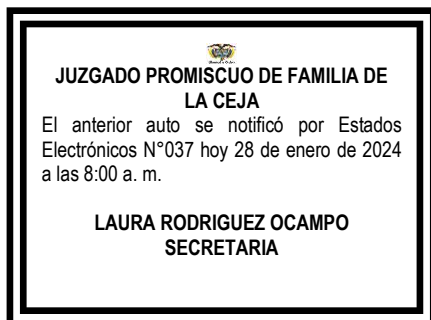 JUZGADO PROMISCUO DE FAMILIA DE
LA CEJA
El anterior auto se notificó por Estados
Electrónicos N°037 hoy 28 de enero de 2024
a las 8:00 a. m.
LAURA RODRIGUEZ OCAMPO
SECRETARIA